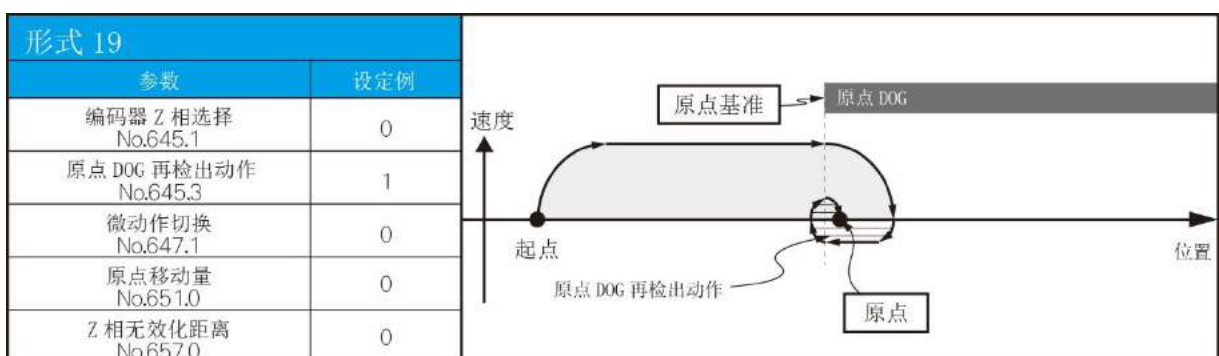 形式 19
参数 设定例
编码器 Z 相选择
No.645.1
0
原点 DOG 再检出动作
No.645.3
1
微动作切换
No.647.1
0
原点移动量
No.651.0
0
Z 相无效化距离
No.657.0
0
原点 DOG
原点基准
速度
起点
位置
原点 DOG 再检出动作
原点